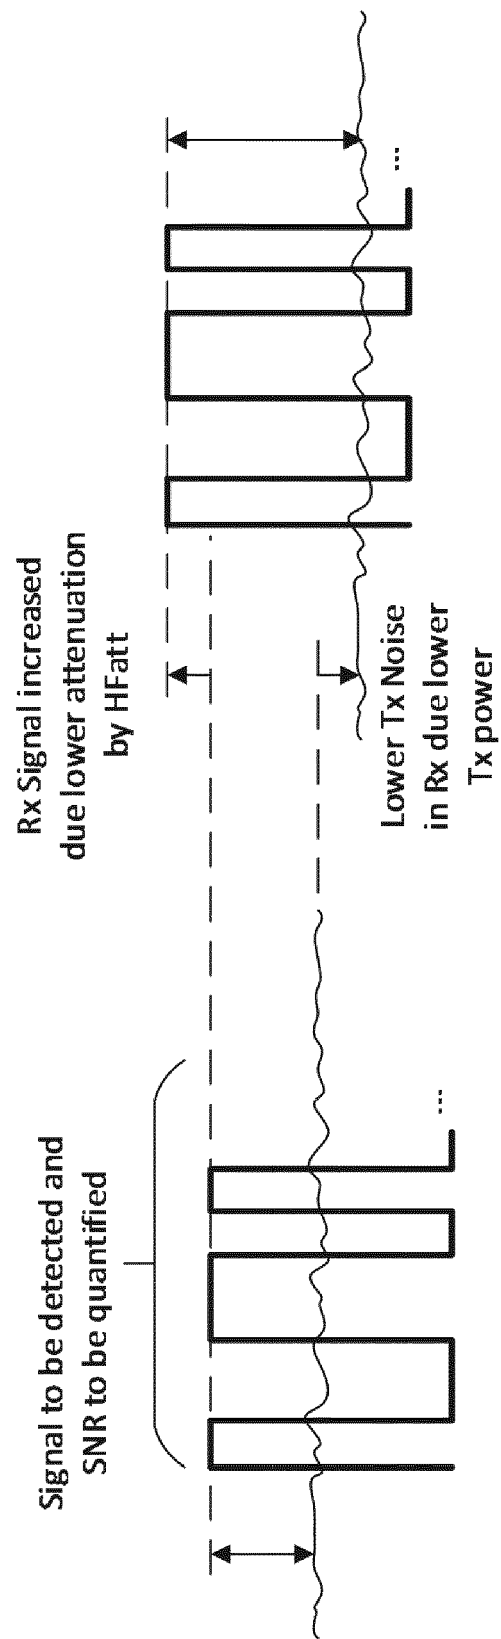 Signal to be detected and
SNR to be quantified
...
Rx Signal increased
due lower attenuation
by HFatt
Lower Tx Noise
in Rx due lower
Tx power
...